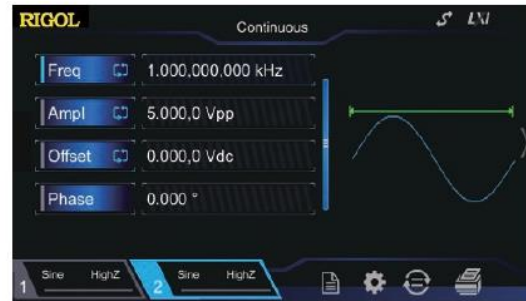 RIGOL Continuous LXI
Freq 1.000,000,000 kHz
Ampl 5.000,0 Vpp
Offset 0.000,0 Vdc
Phase 0.000 °
1 Sine HighZ 2 Sine HighZ